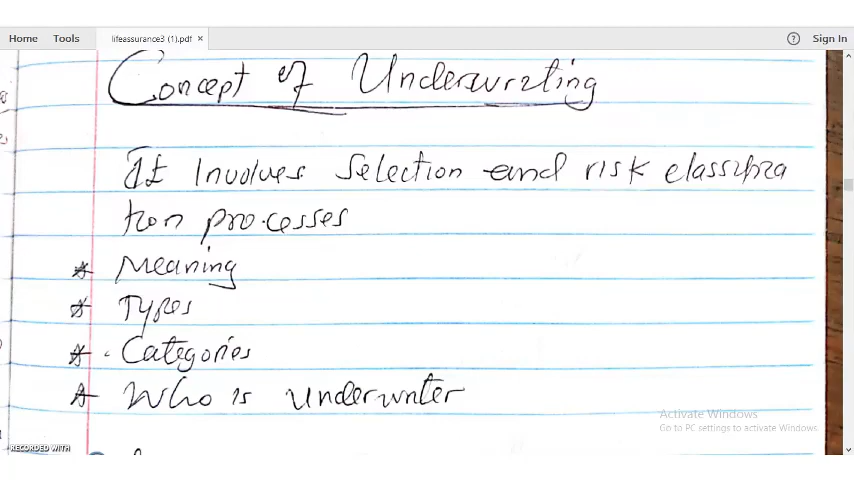 Home Tools lifeassurance3 (1).pdf × Sign In
Concept of Underwriting
It involves Selection and risk classifica
tion processes
* Meaning
* Types
* Categories
* Who is underwriter
Activate Windows
Go to PC settings to activate Windows.
RECORDED WITH